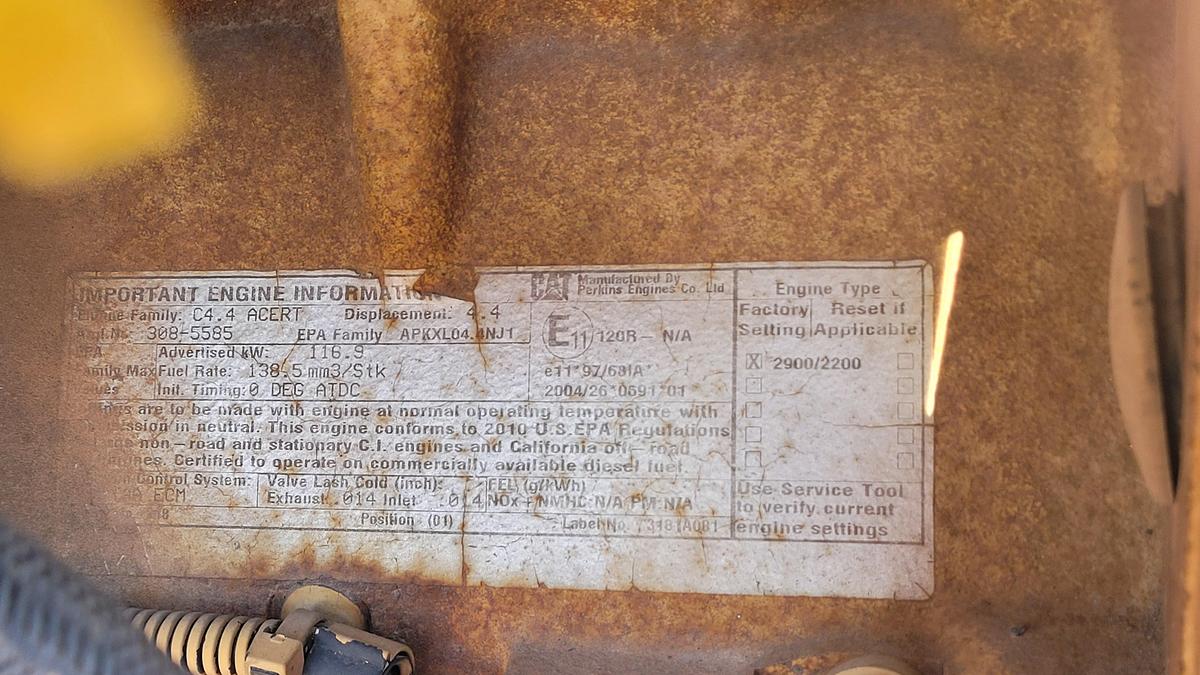 IMPORTANT ENGINE INFORMATION
Engine Family: C4.4 ACERT Displacement: 4.4
308-5585 EPA Family APKXL04.4NJ1
Advertised kW: 116.9
Max Fuel Rate: 138.5 mm3/Stk
Init. Timing: 0 DEG ATDC
CAT Manufactured By
Perkins Engines Co. Ltd
E11 120R - N/A
e11*97/68IA*
2004/26*0691*01
are to be made with engine at normal operating temperature with
in neutral. This engine conforms to 2010 U.S. EPA Regulations
non-road and stationary C.I. engines and California off-road
Certified to operate on commercially available diesel fuel.
Control System:
ECM
Valve Lash Cold (inch):
Exhaust .014 Inlet .014
FEL (g/kWh)
NOx + NMHC: N/A PM: N/A
Position (01) Label No.
Engine Type
Factory Reset if
Setting Applicable
X 2900/2200
Use Service Tool
to verify current
engine settings